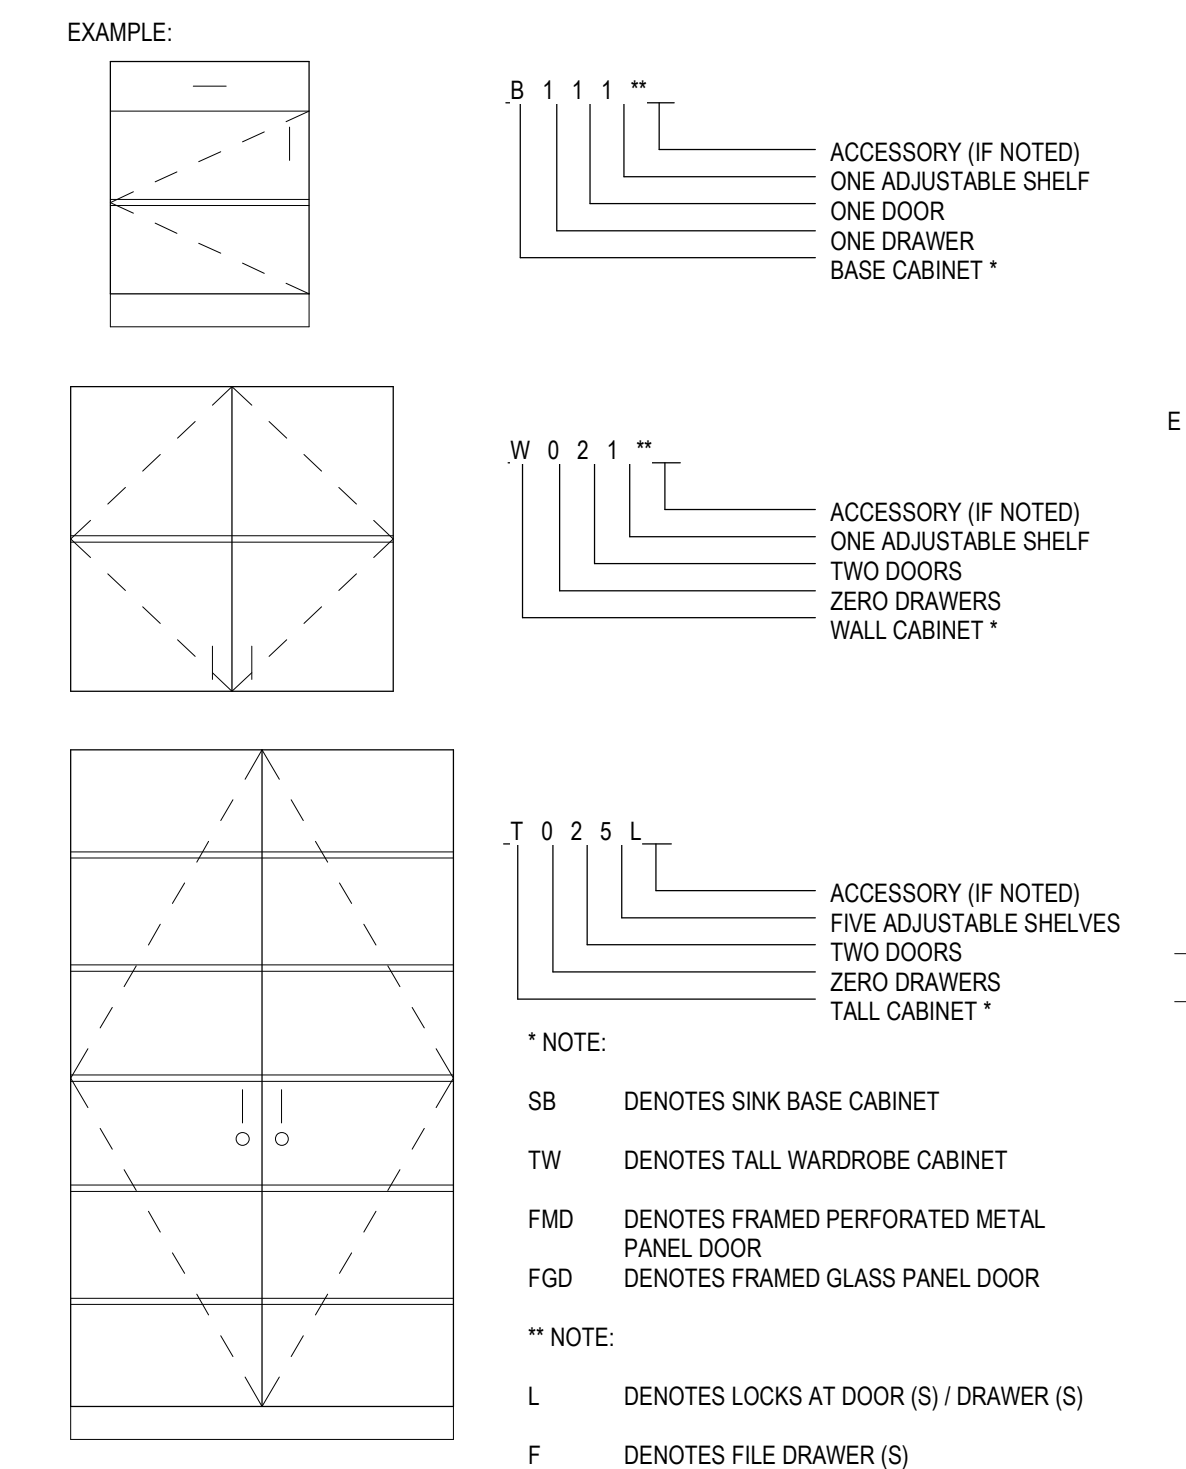 EXAMPLE:
B 1 1 1 **
ACCESSORY (IF NOTED)
ONE ADJUSTABLE SHELF
ONE DOOR
ONE DRAWER
BASE CABINET *
E
W 0 2 1 **
ACCESSORY (IF NOTED)
ONE ADJUSTABLE SHELF
TWO DOORS
ZERO DRAWERS
WALL CABINET *
T 0 2 5 L
ACCESSORY (IF NOTED)
FIVE ADJUSTABLE SHELVES
TWO DOORS
ZERO DRAWERS
TALL CABINET *
* NOTE:
SB DENOTES SINK BASE CABINET
TW DENOTES TALL WARDROBE CABINET
FMD DENOTES FRAMED PERFORATED METAL
PANEL DOOR
FGD DENOTES FRAMED GLASS PANEL DOOR
** NOTE:
L DENOTES LOCKS AT DOOR (S) / DRAWER (S)
F DENOTES FILE DRAWER (S)